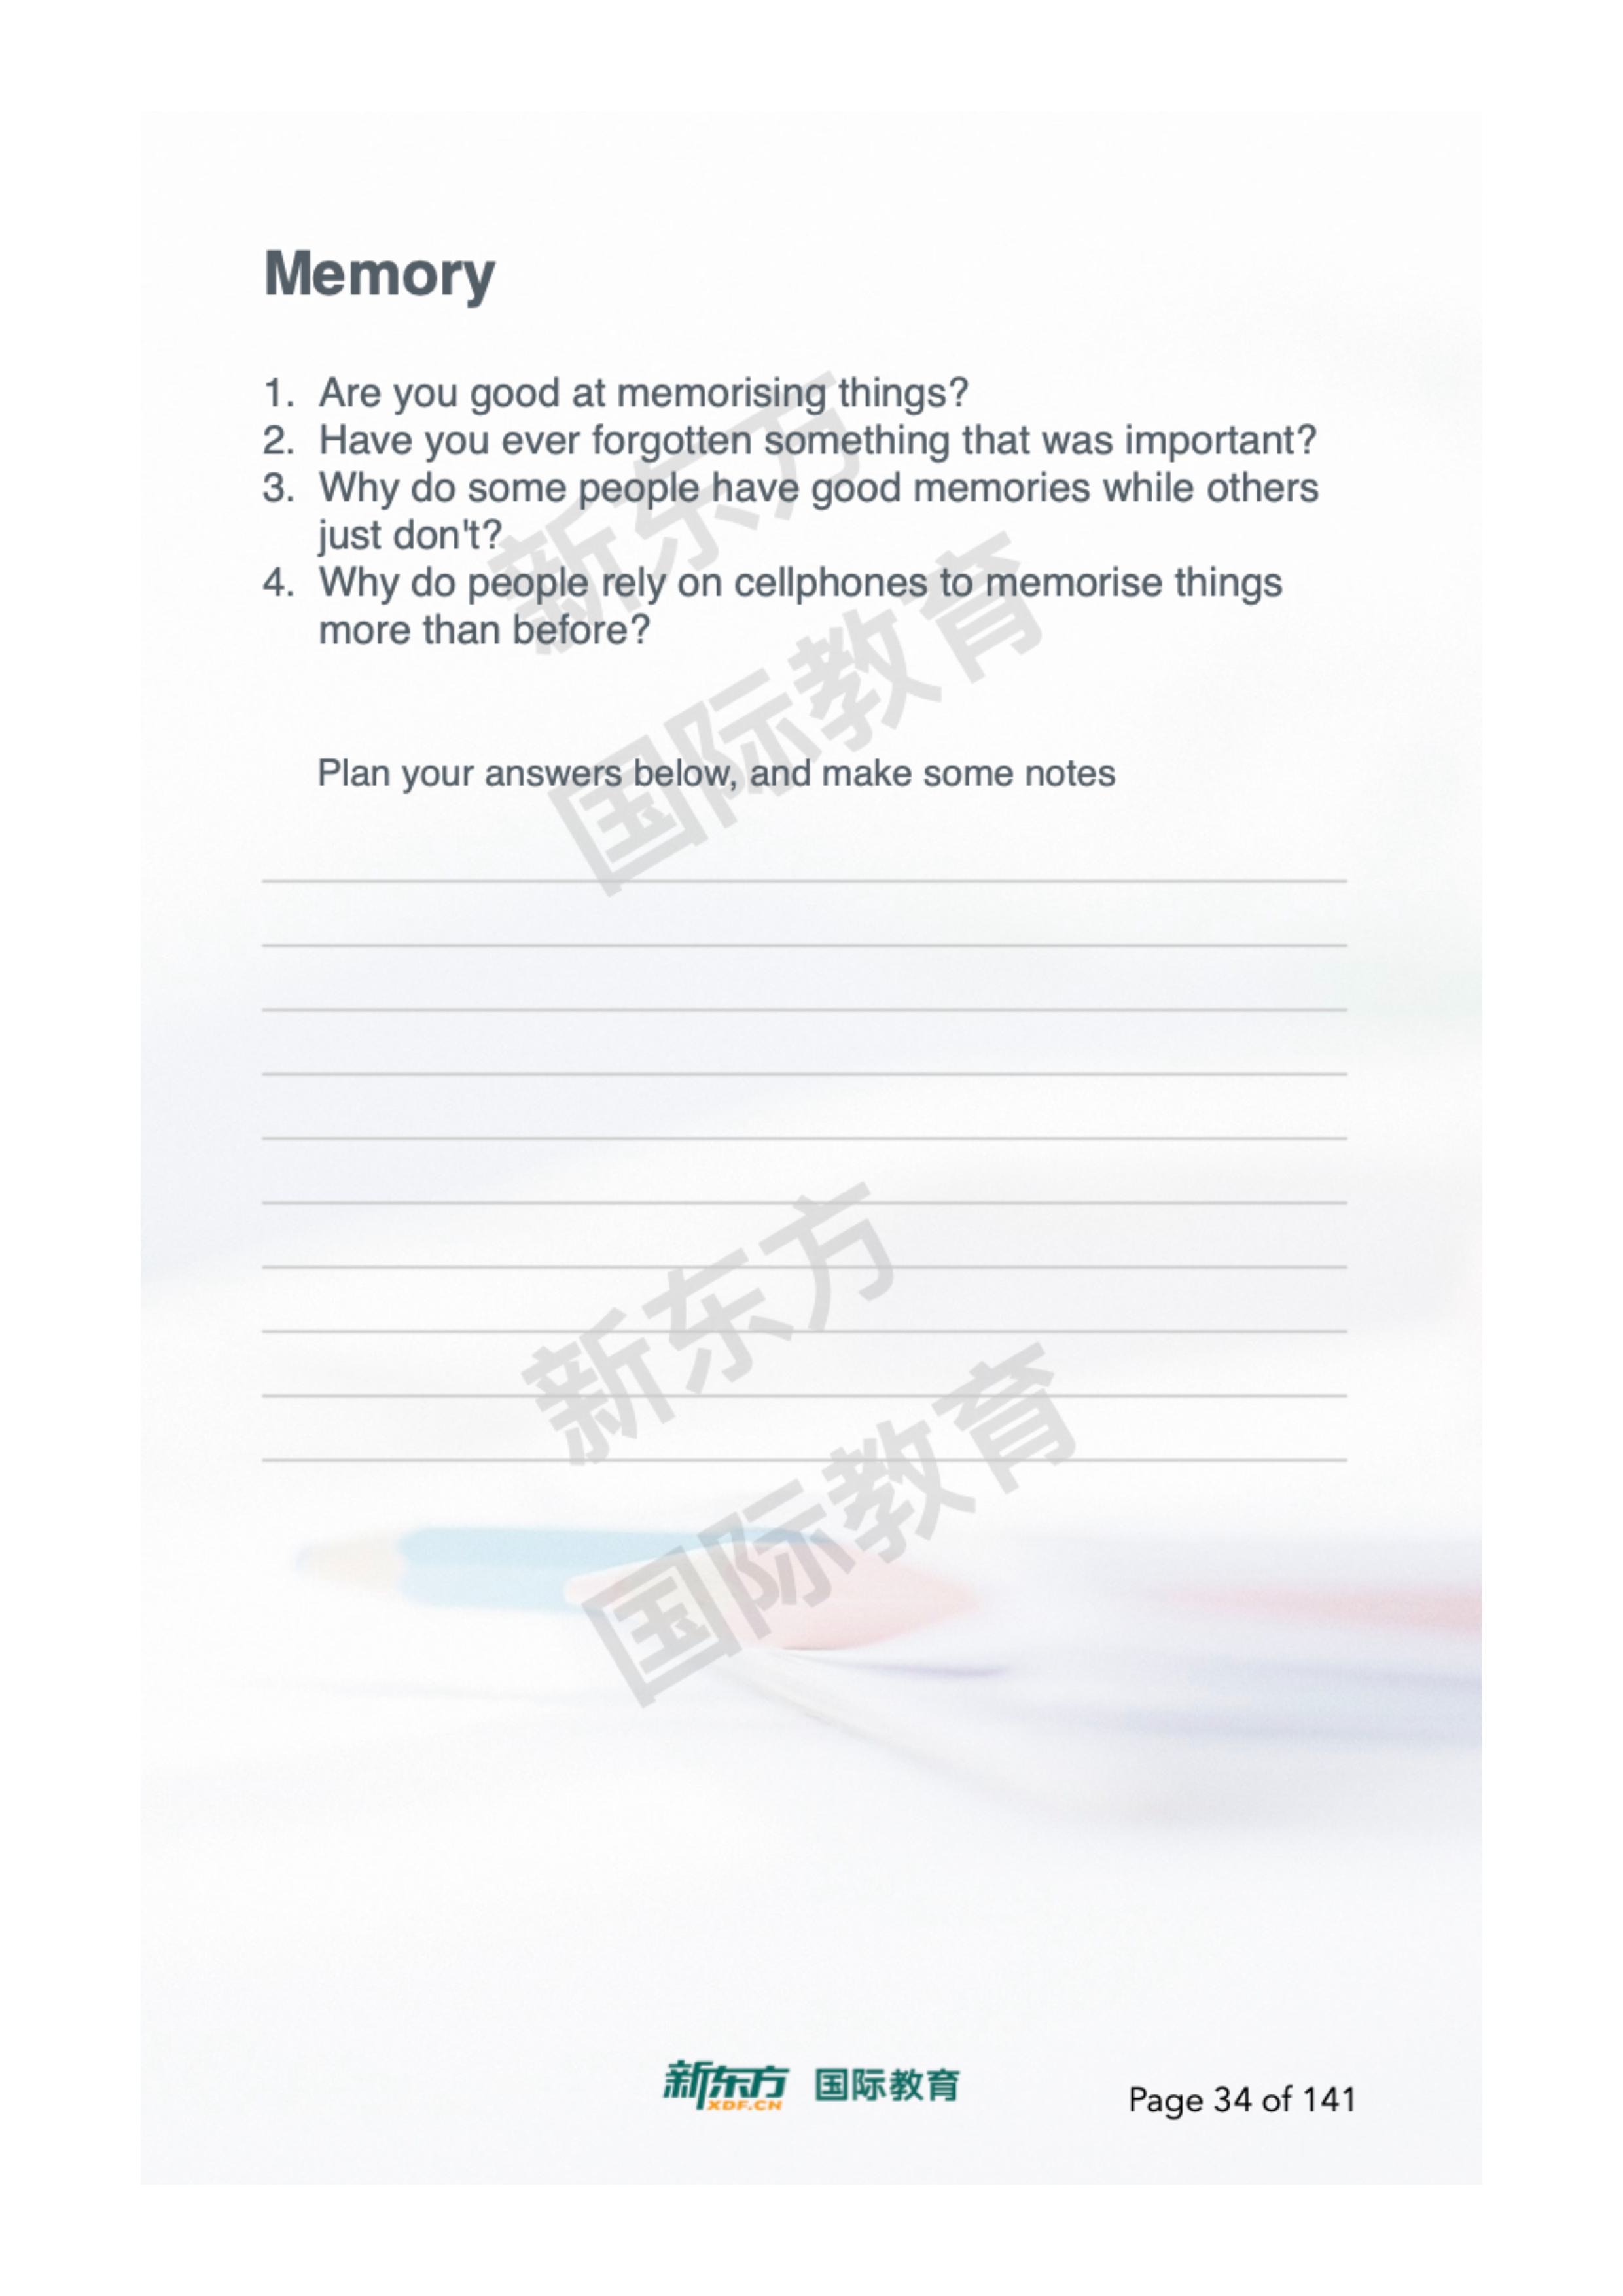 Memory
1. Are you good at memorising things?
2. Have you ever forgotten something that was important?
3. Why do some people have good memories while others
just don't?
4. Why do people rely on cellphones to memorise things
more than before?
Plan your answers below, and make some notes
新东方
国际教育
新东方
国际教育
新东方 国际教育
XDF.CN
Page 34 of 141